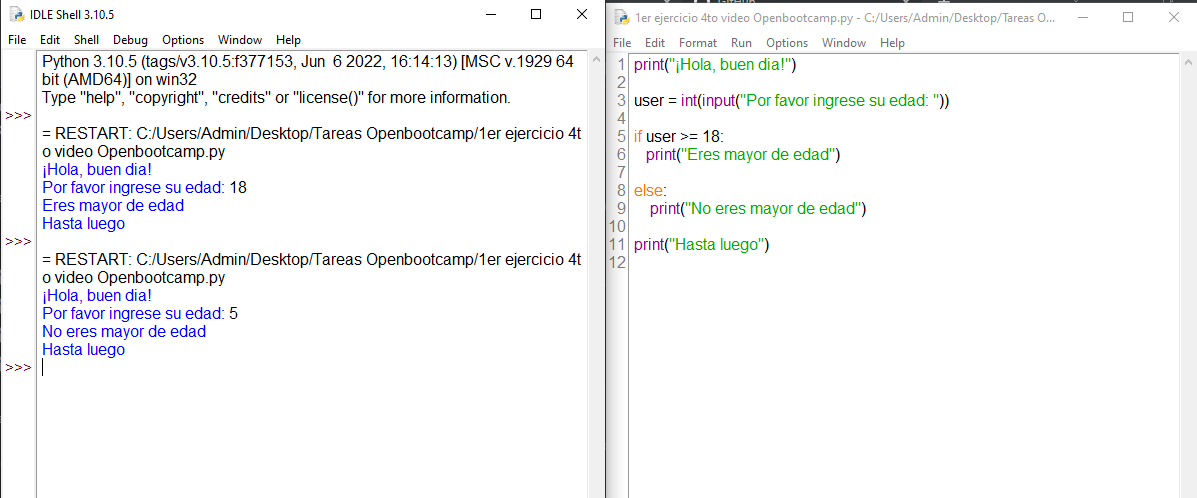 IDLE Shell 3.10.5
File Edit Shell Debug Options Window Help
Python 3.10.5 (tags/v3.10.5:f377153, Jun  6 2022, 16:14:13) [MSC v.1929 64
bit (AMD64)] on win32
Type "help", "copyright", "credits" or "license()" for more information.
>>>
= RESTART: C:/Users/Admin/Desktop/Tareas Openbootcamp/1er ejercicio 4t
o video Openbootcamp.py
¡Hola, buen dia!
Por favor ingrese su edad: 18
Eres mayor de edad
Hasta luego
>>>
= RESTART: C:/Users/Admin/Desktop/Tareas Openbootcamp/1er ejercicio 4t
o video Openbootcamp.py
¡Hola, buen dia!
Por favor ingrese su edad: 5
No eres mayor de edad
Hasta luego
>>>
1er ejercicio 4to video Openbootcamp.py - C:/Users/Admin/Desktop/Tareas O...
File Edit Format Run Options Window Help
1 print("¡Hola, buen dia!")
2
3 user = int(input("Por favor ingrese su edad: "))
4
5 if user >= 18:
6    print("Eres mayor de edad")
7
8 else:
9     print("No eres mayor de edad")
10
11 print("Hasta luego")
12